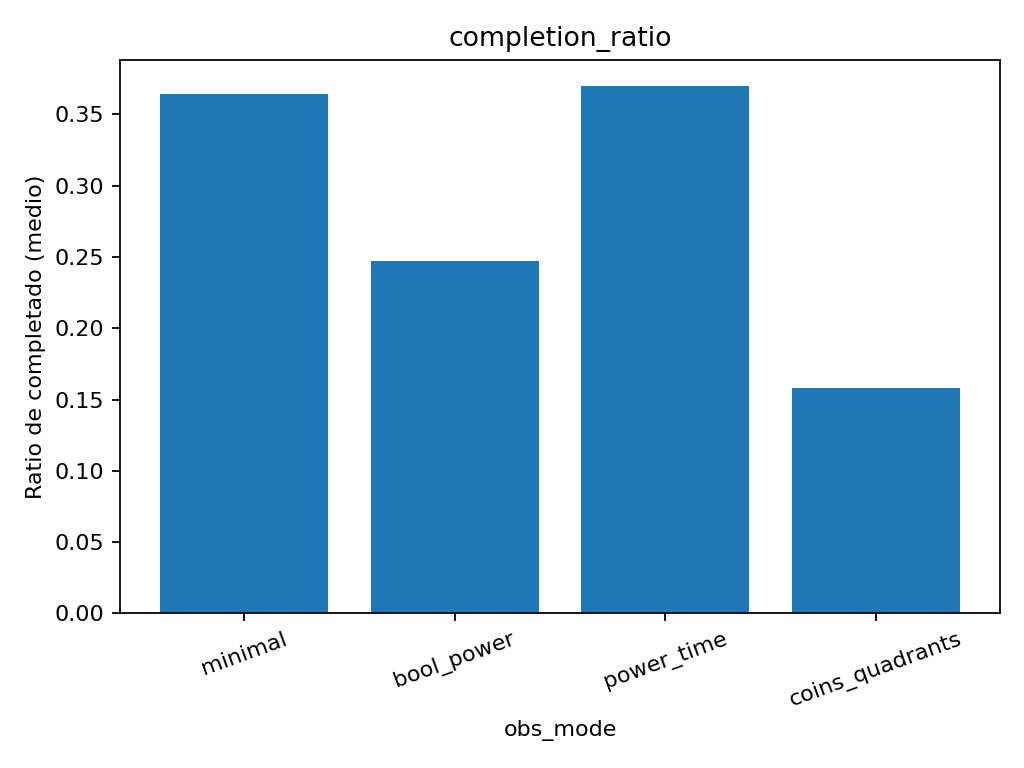 completion_ratio
Ratio de completado (medio)
0.35
0.30
0.25
0.20
0.15
0.10
0.05
0.00
minimal
bool_power
power_time
coins_quadrants
obs_mode